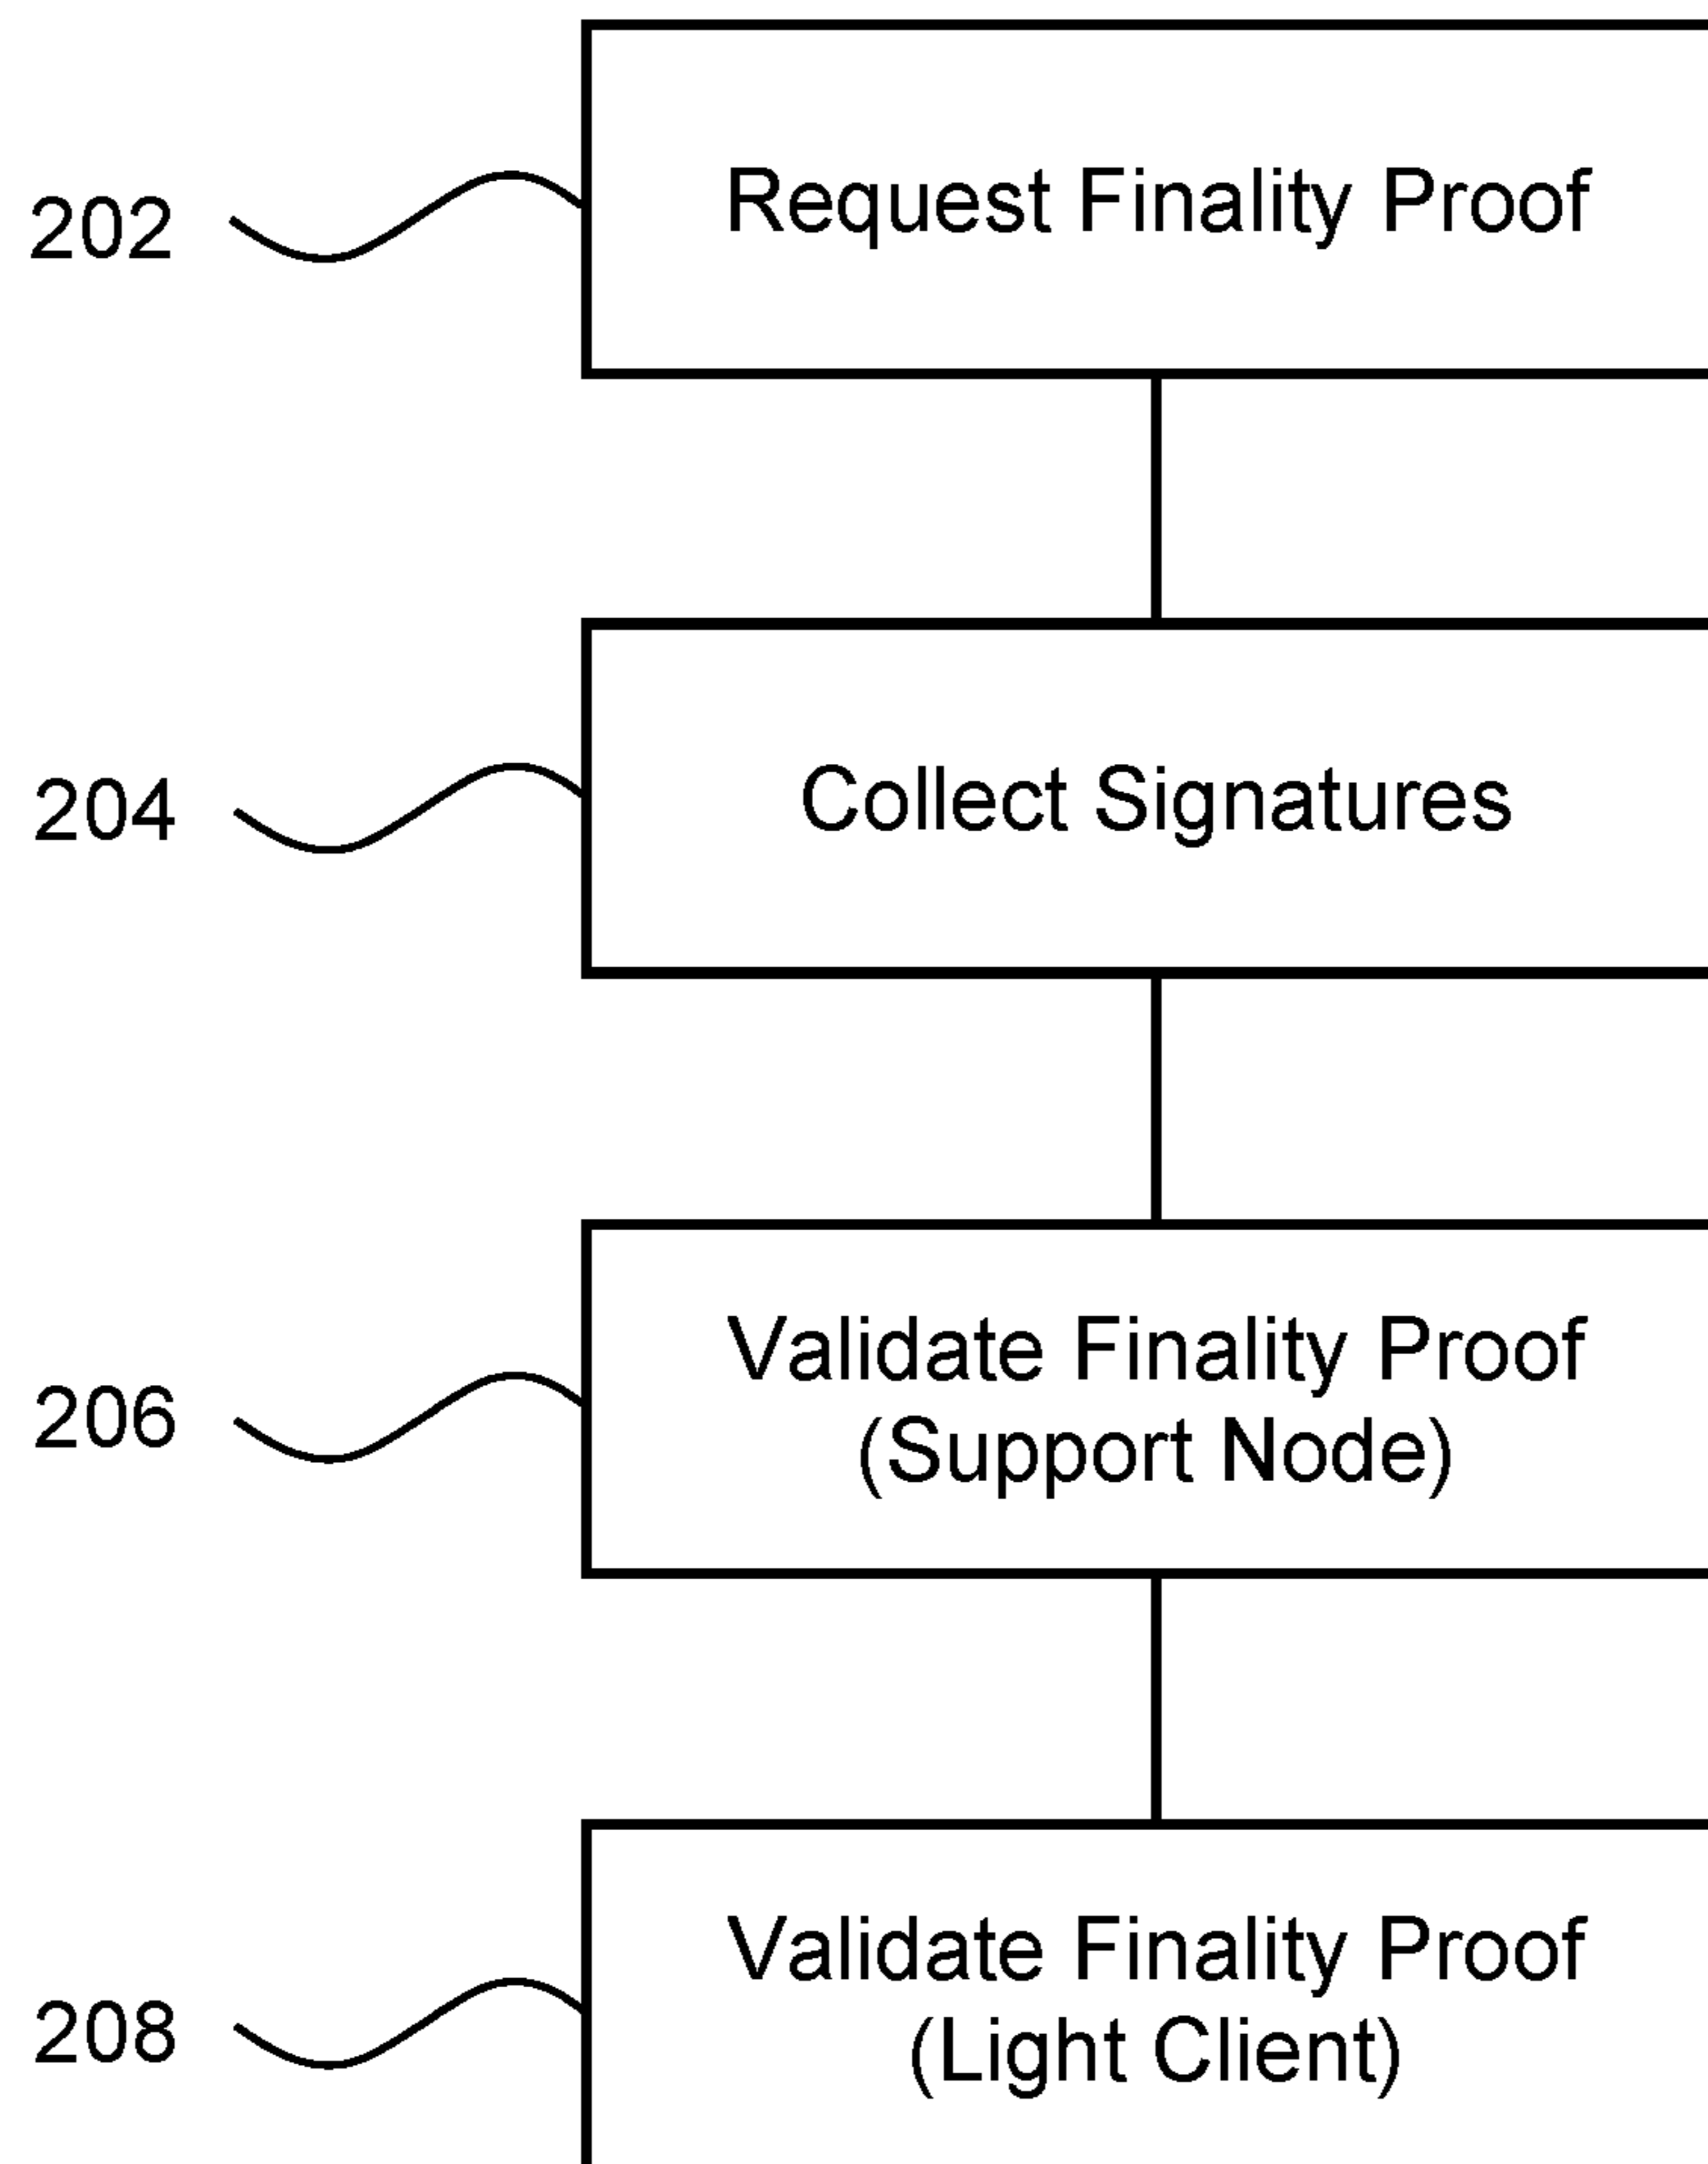 202
Request Finality Proof
204
Collect Signatures
206
Validate Finality Proof
(Support Node)
208
Validate Finality Proof
(Light Client)